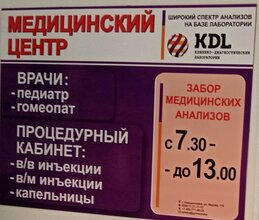 МЕДИЦИНСКИЙ
ЦЕНТР
ШИРОКИЙ СПЕКТР АНАЛИЗОВ
НА БАЗЕ ЛАБОРАТОРИИ
KDL
КЛИНИКО-ДИАГНОСТИЧЕСКИЕ
ЛАБОРАТОРИИ
ВРАЧИ:
- педиатр
- гомеопат
ПРОЦЕДУРНЫЙ
КАБИНЕТ:
- в/в инъекции
- в/м инъекции
- капельницы
ЗАБОР
МЕДИЦИНСКИХ
АНАЛИЗОВ
с 7.30 -
- до 13.00